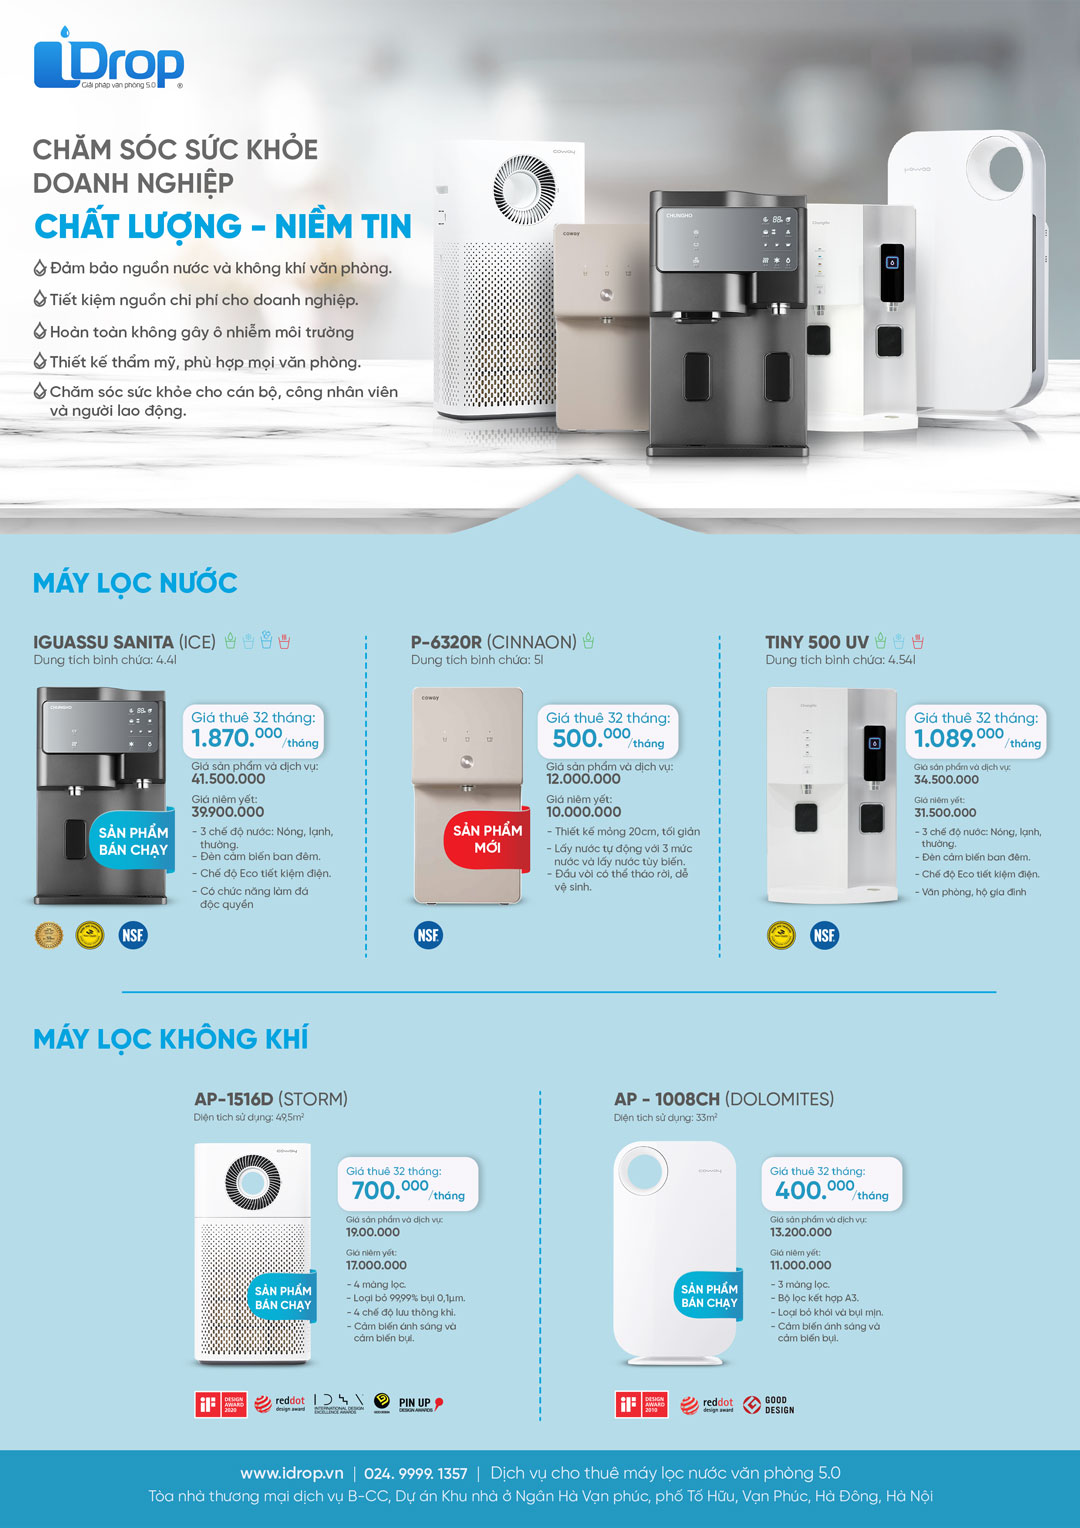 iDrop
Giải pháp văn phòng 5.0 ®
CHĂM SÓC SỨC KHỎE
DOANH NGHIỆP
CHẤT LƯỢNG - NIỀM TIN
Đảm bảo nguồn nước và không khí văn phòng.
Tiết kiệm nguồn chi phí cho doanh nghiệp.
Hoàn toàn không gây ô nhiễm môi trường
Thiết kế thẩm mỹ, phù hợp mọi văn phòng.
Chăm sóc sức khỏe cho cán bộ, công nhân viên
và người lao động.
coway
coway
CHUNGHO
MÁY LỌC NƯỚC
IGUASSU SANITA (ICE)
Dung tích bình chứa: 4.4l
CHUNGHO
Giá thuê 32 tháng:
1.870.000/tháng
Giá sản phẩm và dịch vụ:
41.500.000
Giá niêm yết:
39.900.000
- 3 chế độ nước: Nóng, lạnh,
thường.
- Đèn cảm biến ban đêm.
- Chế độ Eco tiết kiệm điện.
- Có chức năng làm đá
độc quyền
SẢN PHẨM
BÁN CHẠY
NSF.
P-6320R (CINNAON)
Dung tích bình chứa: 5l
coway
Giá thuê 32 tháng:
500.000/tháng
Giá sản phẩm và dịch vụ:
12.000.000
Giá niêm yết:
10.000.000
- Thiết kế mỏng 20cm, tối giản
- Lấy nước tự động với 3 mức
nước và lấy nước tùy biến.
- Đầu vòi có thể tháo rời, dễ
vệ sinh.
SẢN PHẨM
MỚI
NSF.
TINY 500 UV
Dung tích bình chứa: 4.54l
Giá thuê 32 tháng:
1.089.000/tháng
Giá sản phẩm và dịch vụ:
34.500.000
Giá niêm yết:
31.500.000
- 3 chế độ nước: Nóng, lạnh,
thường.
- Đèn cảm biến ban đêm.
- Chế độ Eco tiết kiệm điện.
- Văn phòng, hộ gia đình
NSF.
MÁY LỌC KHÔNG KHÍ
AP-1516D (STORM)
Diện tích sử dụng: 49,5m²
coway
Giá thuê 32 tháng:
700.000/tháng
Giá sản phẩm và dịch vụ:
19.00.000
Giá niêm yết:
17.000.000
- 4 màng lọc.
- Loại bỏ 99,99% bụi 0,1µm.
- 4 chế độ lưu thông khí.
- Cảm biến ánh sáng và
cảm biến bụi.
SẢN PHẨM
BÁN CHẠY
iF DESIGN AWARD 2020
reddot design award
INTERNATIONAL DESIGN EXCELLENCE AWARDS
PIN UP DESIGN AWARDS
AP - 1008CH (DOLOMITES)
Diện tích sử dụng: 33m²
coway
Giá thuê 32 tháng:
400.000/tháng
Giá sản phẩm và dịch vụ:
13.200.000
Giá niêm yết:
11.000.000
- 3 màng lọc.
- Bộ lọc kết hợp A3.
- Loại bỏ khói và bụi mịn.
- Cảm biến ánh sáng và
cảm biến bụi.
SẢN PHẨM
BÁN CHẠY
iF DESIGN AWARD 2010
reddot design award
GOOD DESIGN
www.idrop.vn | 024. 9999. 1357 | Dịch vụ cho thuê máy lọc nước văn phòng 5.0
Tòa nhà thương mại dịch vụ B-CC, Dự án Khu nhà ở Ngân Hà Vạn phúc, phố Tố Hữu, Vạn Phúc, Hà Đông, Hà Nội